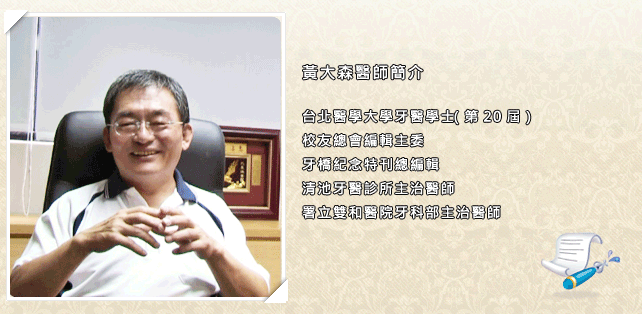 黃大森醫師簡介
台北醫學大學牙醫學士( 第 20 屆 )
校友總會編輯主委
牙橋紀念特刊總編輯
清池牙醫診所主治醫師
署立雙和醫院牙科部主治醫師